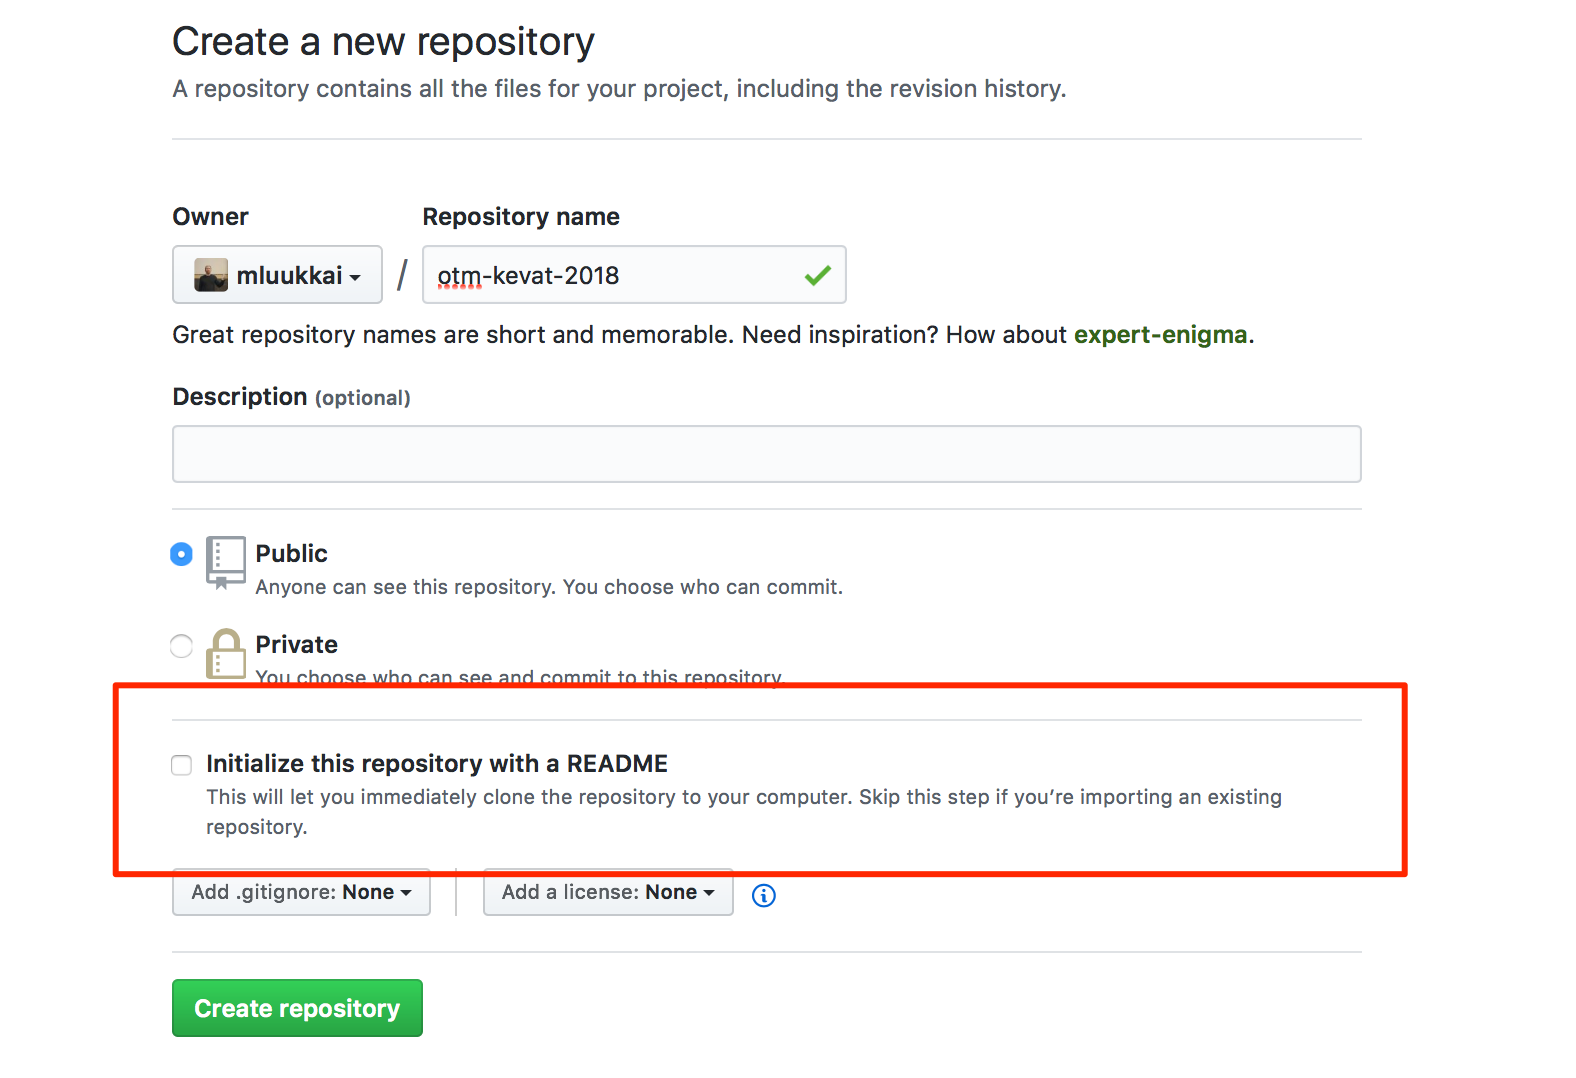 Create a new repository
A repository contains all the files for your project, including the revision history.
Owner
Repository name
mluukkai
/
otm-kevat-2018
Great repository names are short and memorable. Need inspiration? How about expert-enigma.
Description (optional)
Public
Anyone can see this repository. You choose who can commit.
Private
You choose who can see and commit to this repository.
Initialize this repository with a README
This will let you immediately clone the repository to your computer. Skip this step if you’re importing an existing
repository.
Add .gitignore: None
Add a license: None
Create repository